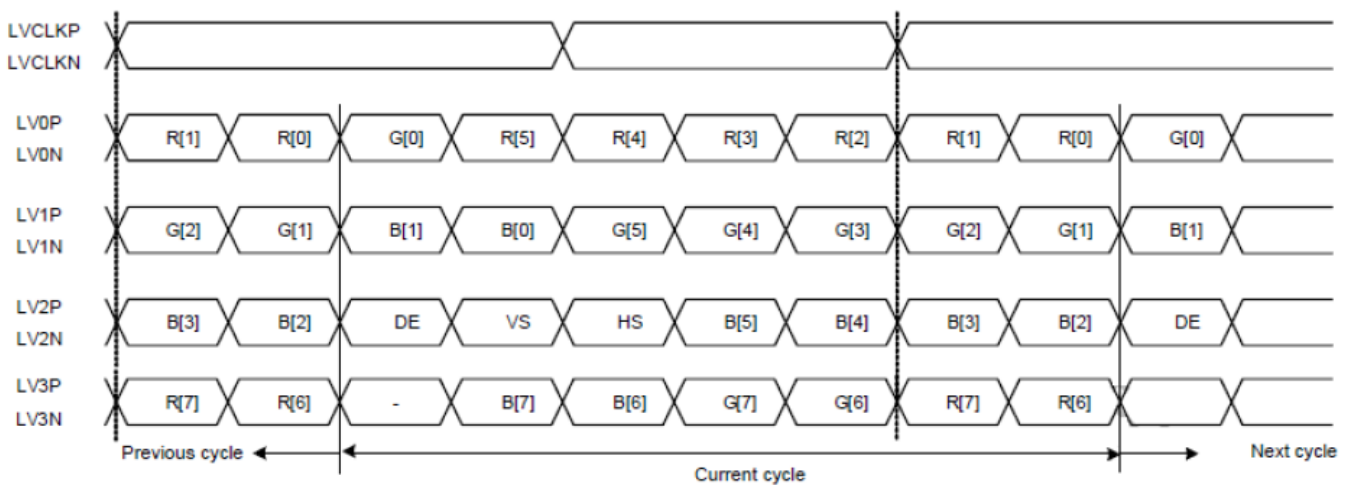 LVCLKP
LVCLKN
LV0P
LV0N
R[1] R[0] G[0] R[5] R[4] R[3] R[2] R[1] R[0] G[0]
LV1P
LV1N
G[2] G[1] B[1] B[0] G[5] G[4] G[3] G[2] G[1] B[1]
LV2P
LV2N
B[3] B[2] DE VS HS B[5] B[4] B[3] B[2] DE
LV3P
LV3N
R[7] R[6] - B[7] B[6] G[7] G[6] R[7] R[6]
Previous cycle
Current cycle
Next cycle